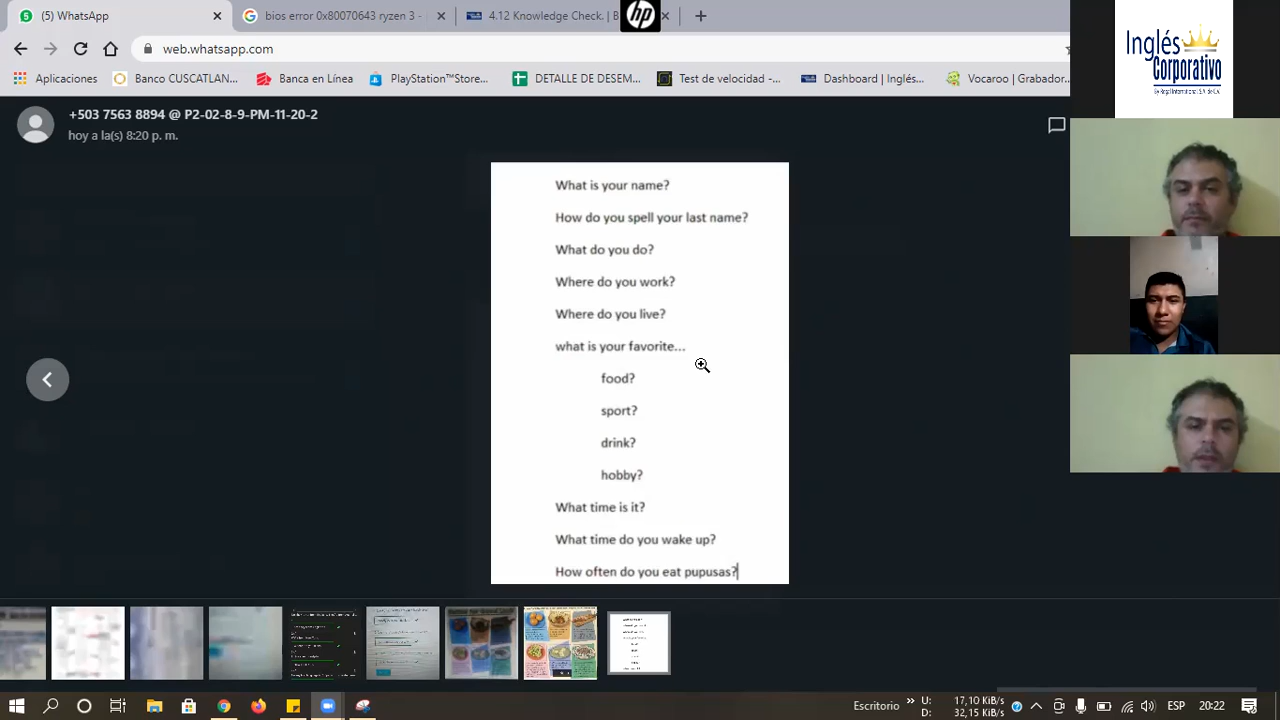 (5) WhatsApp
bios error 0x80070643 ryzen 3 -
4.12 Knowledge Check. | B
hp
web.whatsapp.com
Aplicaciones
Banco CUSCATLAN...
Banca en Línea
PlayStation™Store...
DETALLE DE DESEM...
Test de velocidad -...
Dashboard | Inglés...
Vocaroo | Grabador...
Inglés
Corporativo
+503 7563 8894 @ P2-02-8-9-PM-11-20-2
hoy a la(s) 8:20 p. m.
What is your name?
How do you spell your last name?
What do you do?
Where do you work?
Where do you live?
what is your favorite...
food?
sport?
drink?
hobby?
What time is it?
What time do you wake up?
How often do you eat pupusas?
Escritorio
U: 17,10 KiB/s
D: 32,15 KiB/s
ESP
20:22